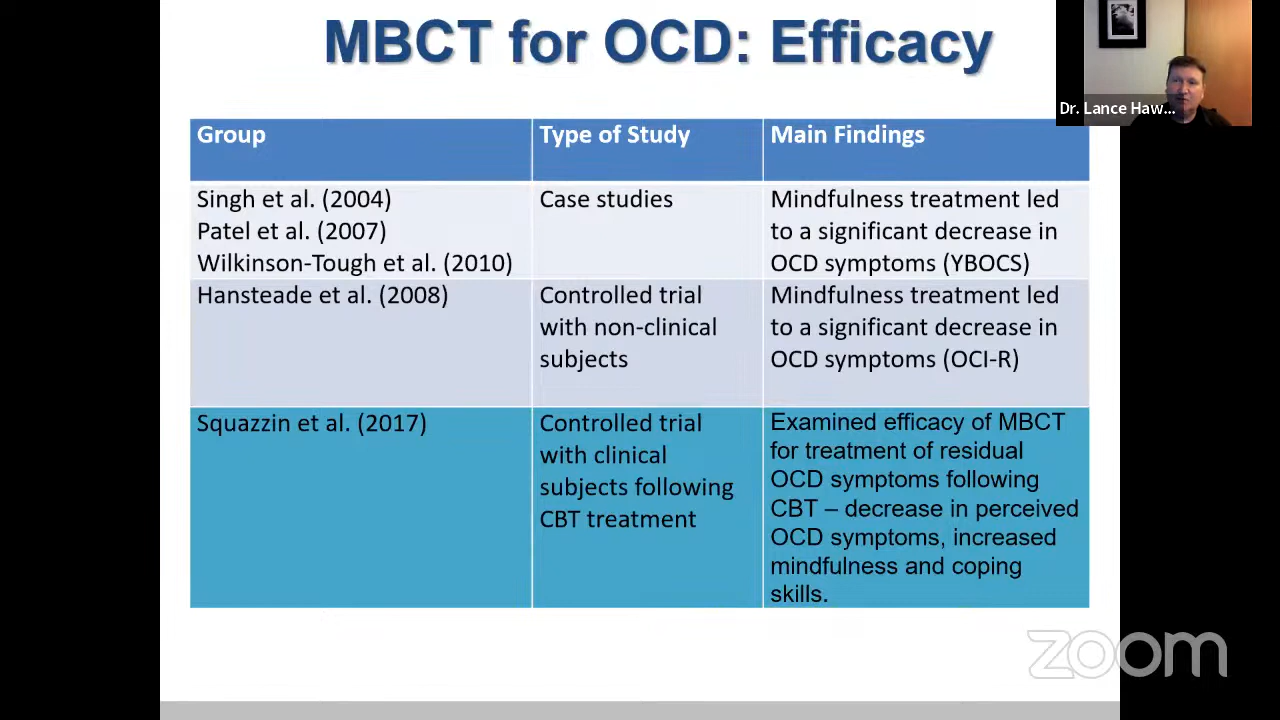 MBCT for OCD: Efficacy
Dr. Lance Haw...
Group
Type of Study
Main Findings
Singh et al. (2004)
Patel et al. (2007)
Wilkinson-Tough et al. (2010)
Case studies
Mindfulness treatment led
to a significant decrease in
OCD symptoms (YBOCS)
Hansteade et al. (2008)
Controlled trial
with non-clinical
subjects
Mindfulness treatment led
to a significant decrease in
OCD symptoms (OCI-R)
Squazzin et al. (2017)
Controlled trial
with clinical
subjects following
CBT treatment
Examined efficacy of MBCT
for treatment of residual
OCD symptoms following
CBT – decrease in perceived
OCD symptoms, increased
mindfulness and coping
skills.
zoom